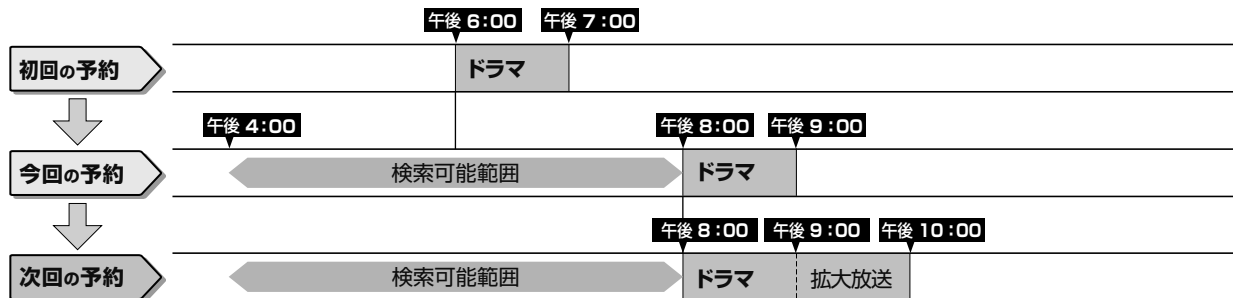 午後 6:00 午後 7:00
初回の予約 ドラマ
午後 4:00 午後 8:00 午後 9:00
今回の予約 検索可能範囲 ドラマ
午後 8:00 午後 9:00 午後 10:00
次回の予約 検索可能範囲 ドラマ 拡大放送